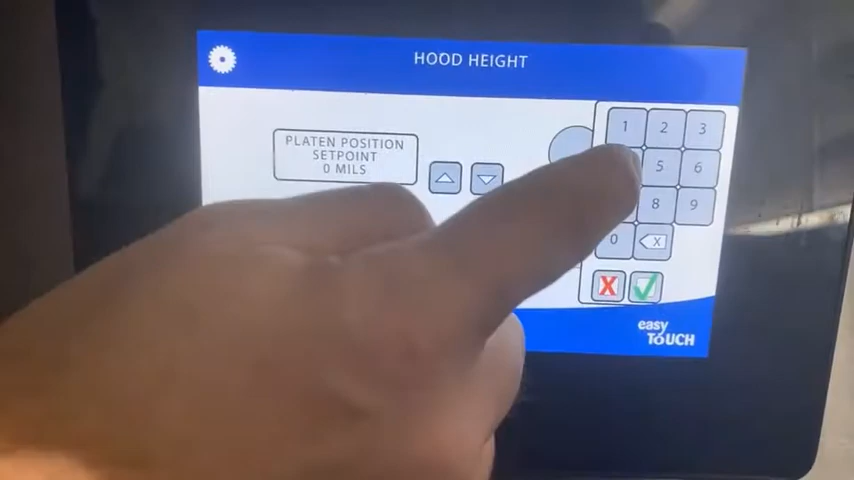 HOOD HEIGHT
PLATEN POSITION
SETPOINT
0 MILS
1 2 3
5 6
8 9
0
easy
TOUCH